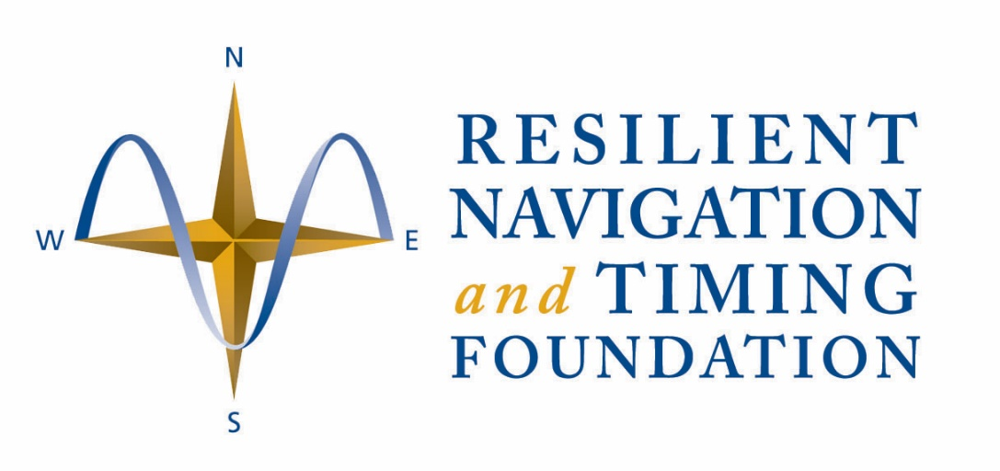 N
W
E
S
RESILIENT
NAVIGATION
and TIMING
FOUNDATION